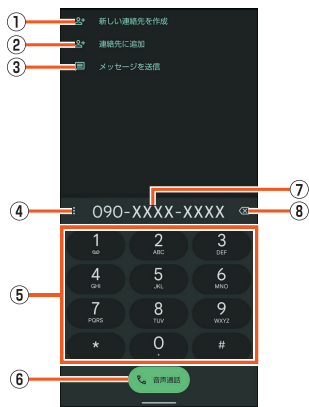 ① 新しい連絡先を作成
② 連絡先に追加
③ メッセージを送信
⑦
④ 090-XXXX-XXXX ⑧
1 2 3
ABC DEF
⑤
4 5 6
GHI JKL MNO
7 8 9
PQRS TUV WXYZ
* 0 #
⑥ 音声通話